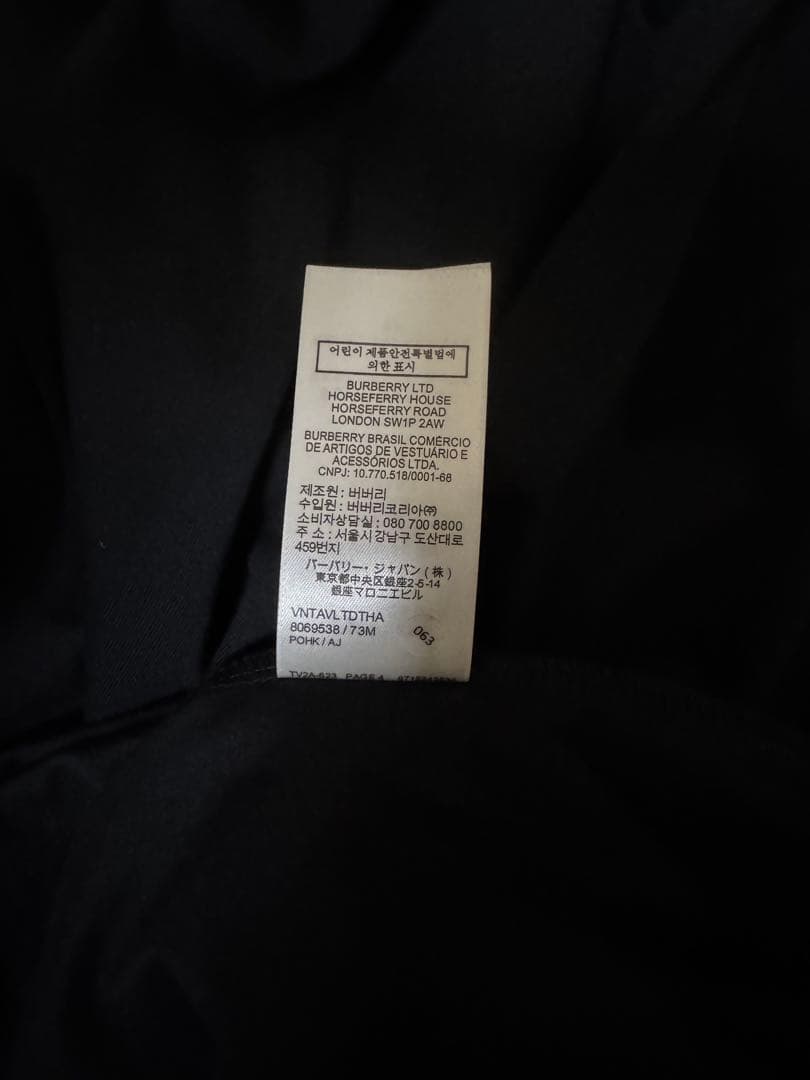 어린이 제품안전특별법에
의한 표시
BURBERRY LTD
HORSEFERRY HOUSE
HORSEFERRY ROAD
LONDON SW1P 2AW
BURBERRY BRASIL COMÉRCIO
DE ARTIGOS DE VESTUÁRIO E
ACESSÓRIOS LTDA.
CNPJ: 10.770.518/0001-68
제조원 : 버버리
수입원 : 버버리코리아㈜
소비자상담실 : 080 700 8800
주 소 : 서울시 강남구 도산대로
459번지
バーバリー・ジャパン (株)
東京都中央区銀座2-5-14
銀座マロニエビル
VNTAVLTDTHA
8069538 / 73M
POHK / AJ
063
TV2A-623 PAGE 4